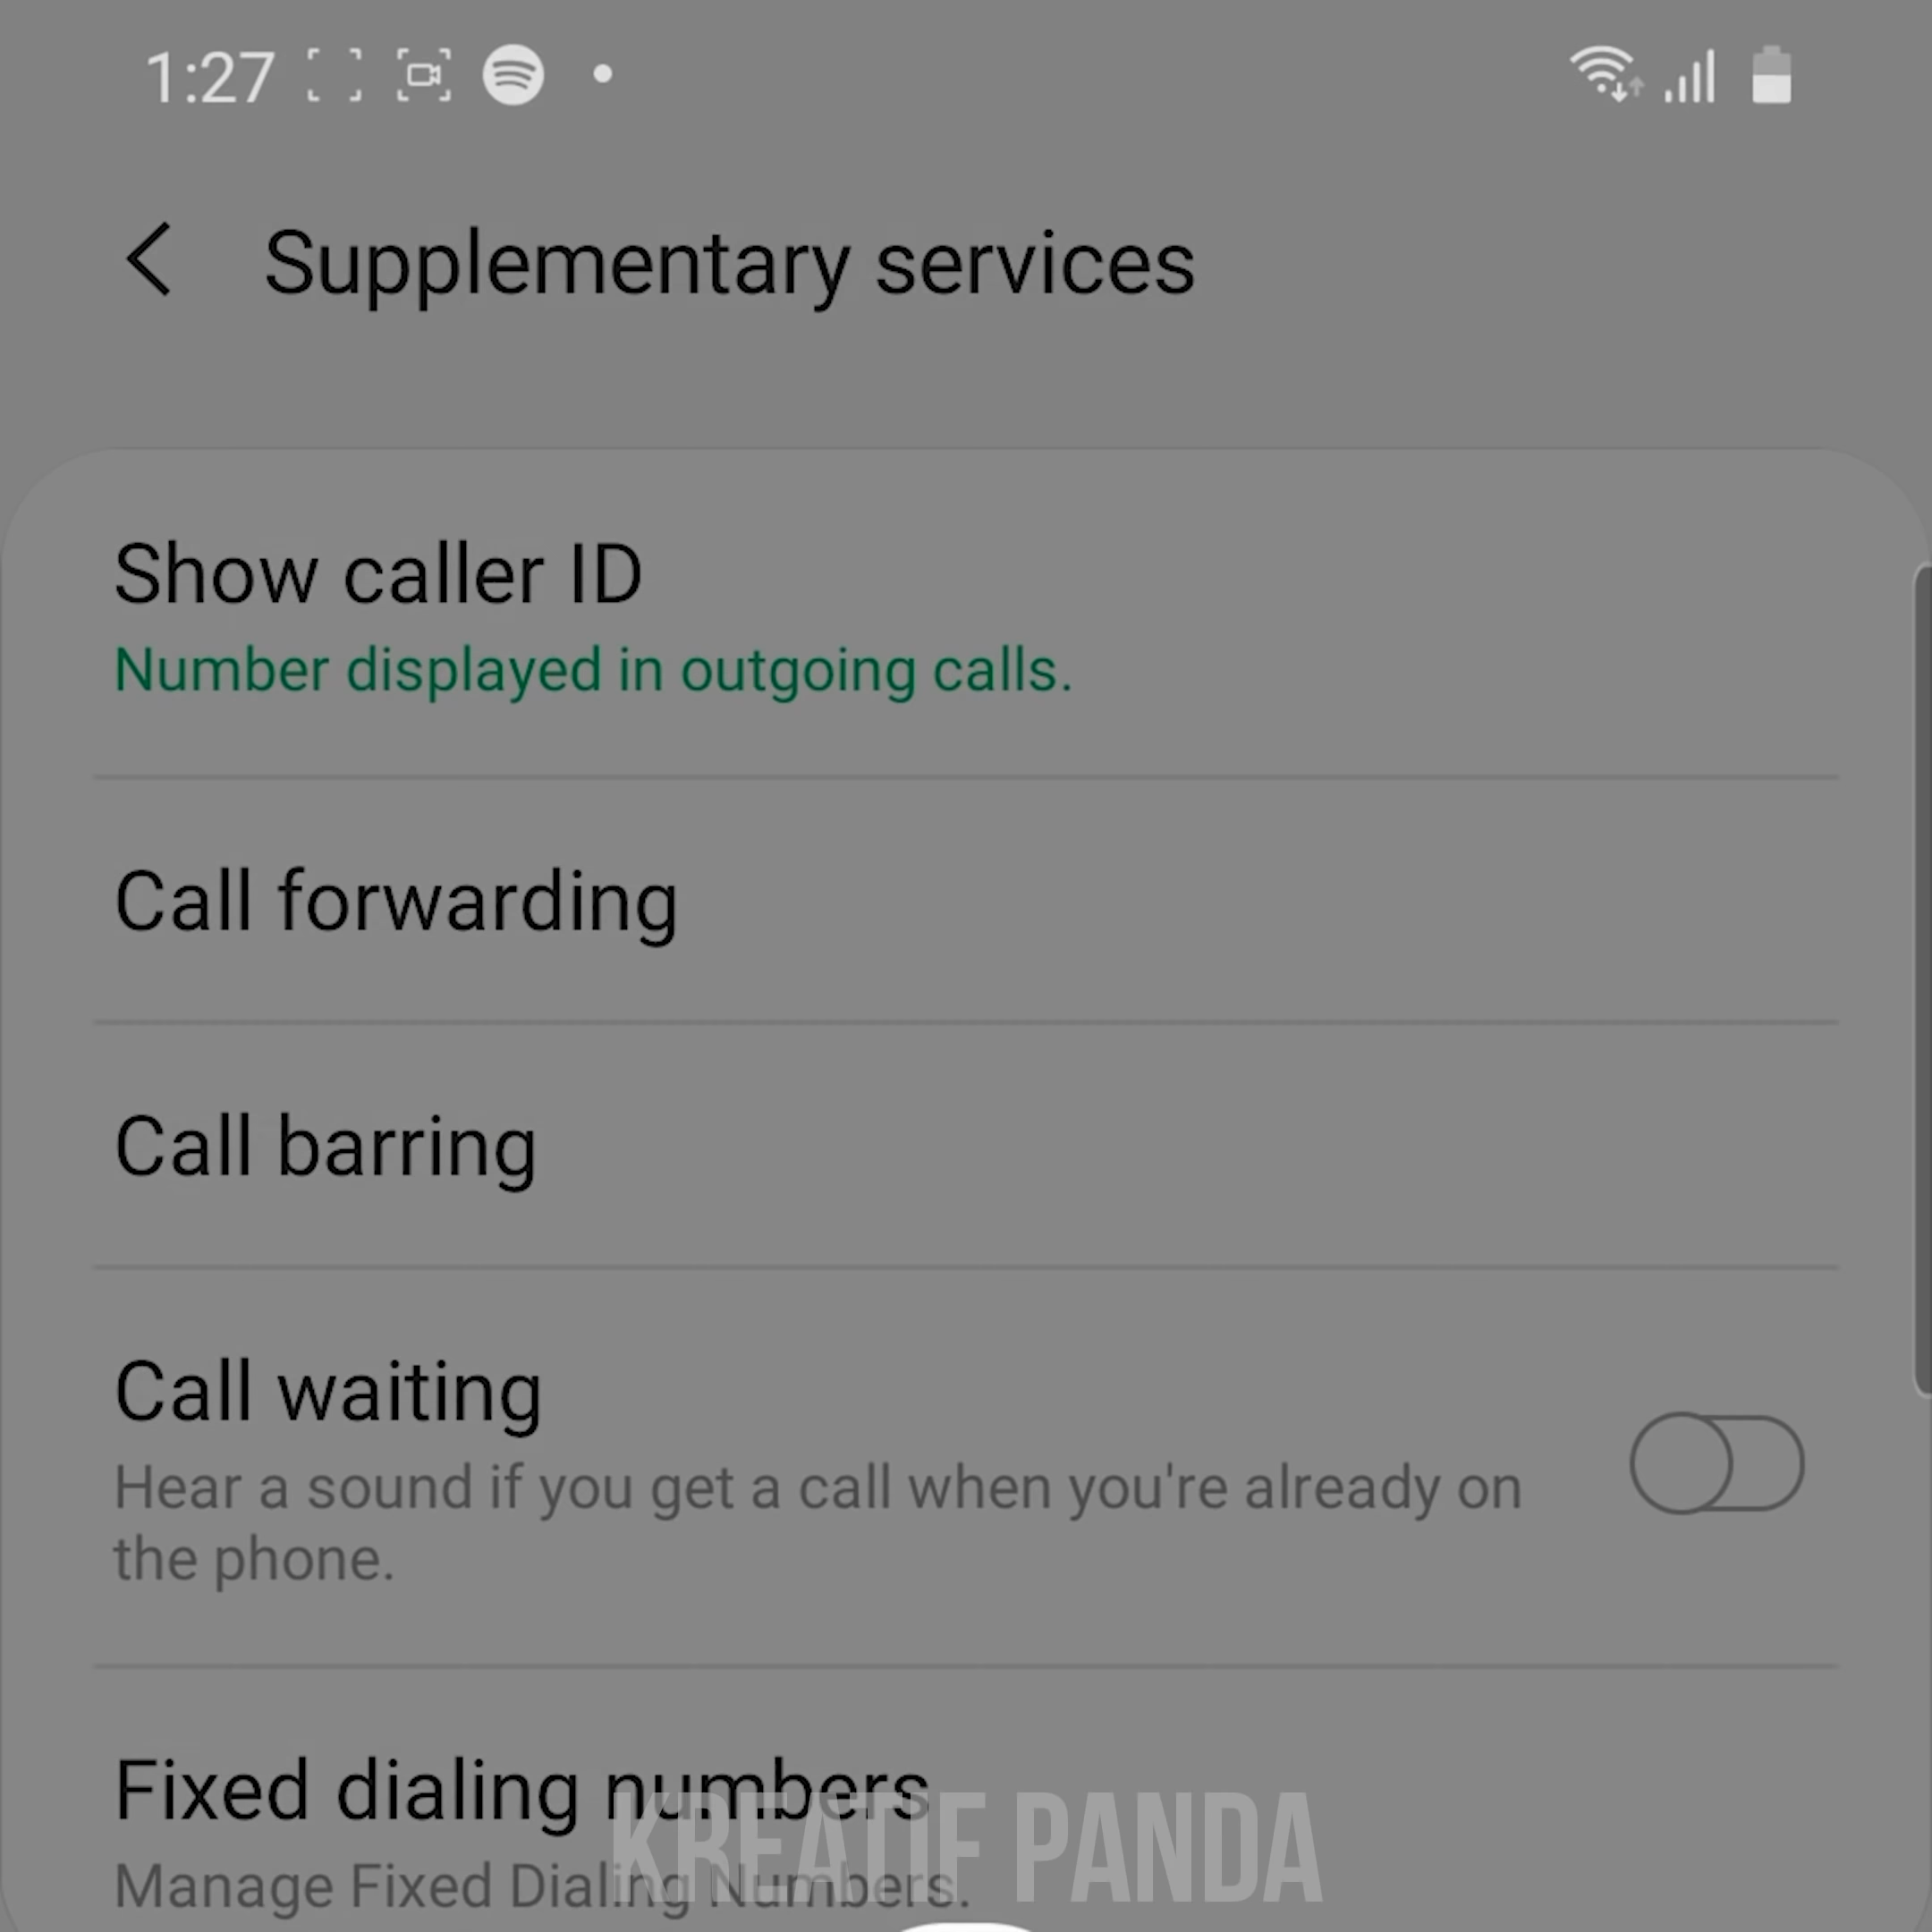 1:27
Supplementary services
Show caller ID
Number displayed in outgoing calls.
Call forwarding
Call barring
Call waiting
Hear a sound if you get a call when you're already on
the phone.
Fixed dialing numbers
Manage Fixed Dialing Numbers.
KREATIF PANDA